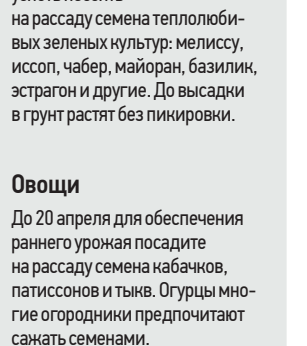 на рассаду семена теплолюби-
вых зеленых культур: мелиссу,
иссоп, чабер, майоран, базилик,
эстрагон и другие. До высадки
в грунт растят без пикировки.
Овощи
До 20 апреля для обеспечения
раннего урожая посадите
на рассаду семена кабачков,
патиссонов и тыкв. Огурцы мно-
гие огородники предпочитают
сажать семенами.